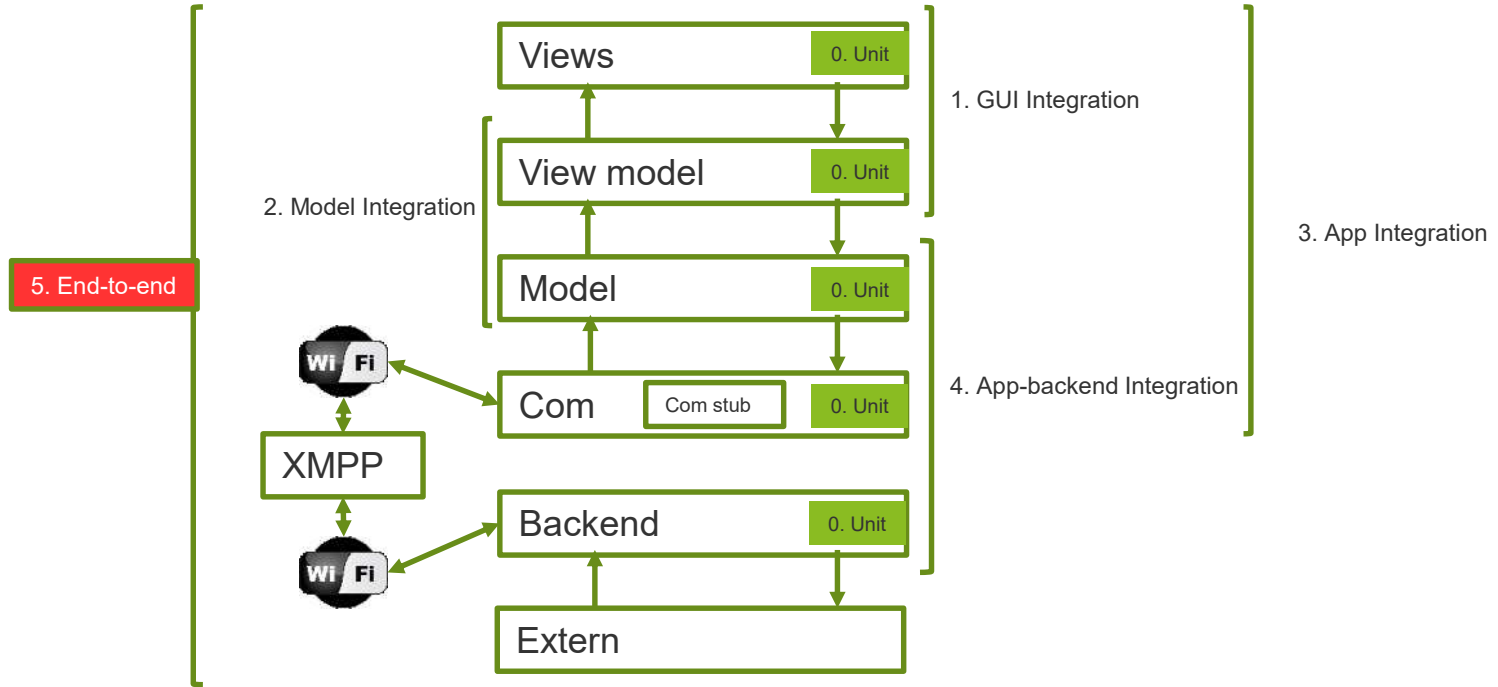 Views
0. Unit
1. GUI Integration
View model
0. Unit
2. Model Integration
3. App Integration
5. End-to-end
Model
0. Unit
Wi Fi
4. App-backend Integration
Com
Com stub
0. Unit
XMPP
Backend
0. Unit
Wi Fi
Extern